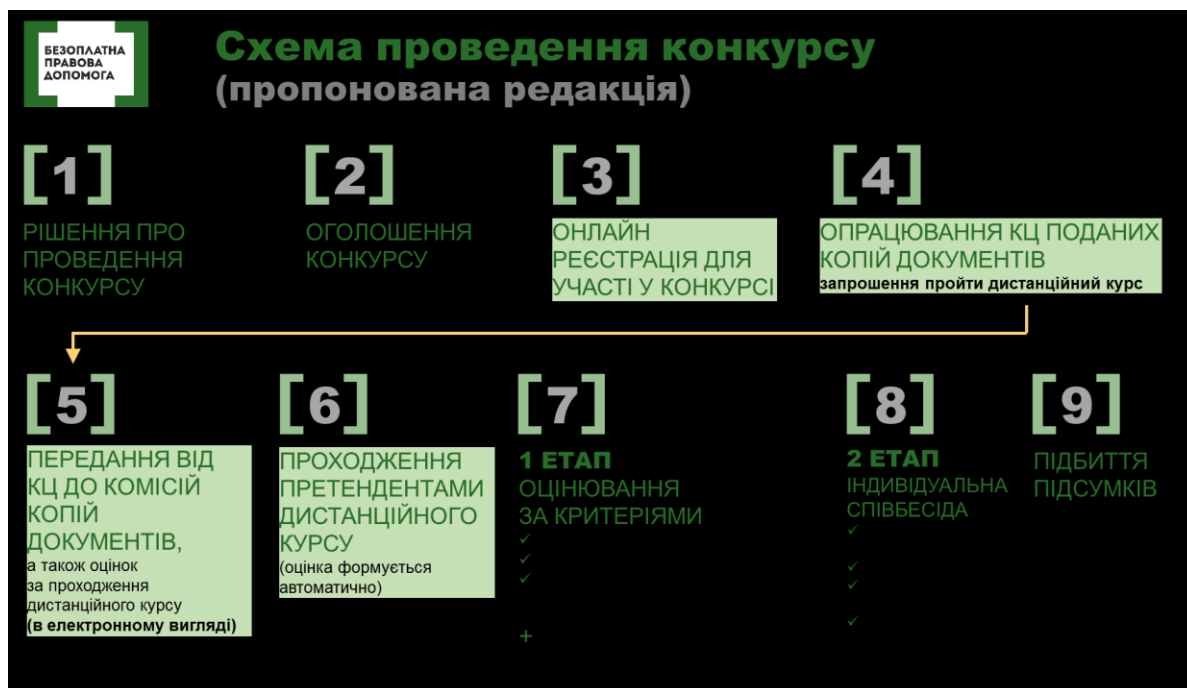 БЕЗОПЛАТНА
ПРАВОВА
ДОПОМОГА
Схема проведення конкурсу
(пропонована редакція)
[1]
РІШЕННЯ ПРО
ПРОВЕДЕННЯ
КОНКУРСУ
[2]
ОГОЛОШЕННЯ
КОНКУРСУ
[3]
ОНЛАЙН
РЕЄСТРАЦІЯ ДЛЯ
УЧАСТІ У КОНКУРСІ
[4]
ОПРАЦЮВАННЯ КЦ ПОДАНИХ
КОПІЙ ДОКУМЕНТІВ
запрошення пройти дистанційний курс
[5]
ПЕРЕДАННЯ ВІД
КЦ ДО КОМІСІЙ
КОПІЙ
ДОКУМЕНТІВ,
а також оцінок
за проходження
дистанційного курсу
(в електронному вигляді)
[6]
ПРОХОДЖЕННЯ
ПРЕТЕНДЕНТАМИ
ДИСТАНЦІЙНОГО
КУРСУ
(оцінка формується
автоматично)
[7]
1 ЕТАП
ОЦІНЮВАННЯ
ЗА КРИТЕРІЯМИ
✓
✓
✓
+
[8]
2 ЕТАП
ІНДИВІДУАЛЬНА
СПІВБЕСІДА
✓
✓
✓
✓
[9]
ПІДБИТТЯ
ПІДСУМКІВ